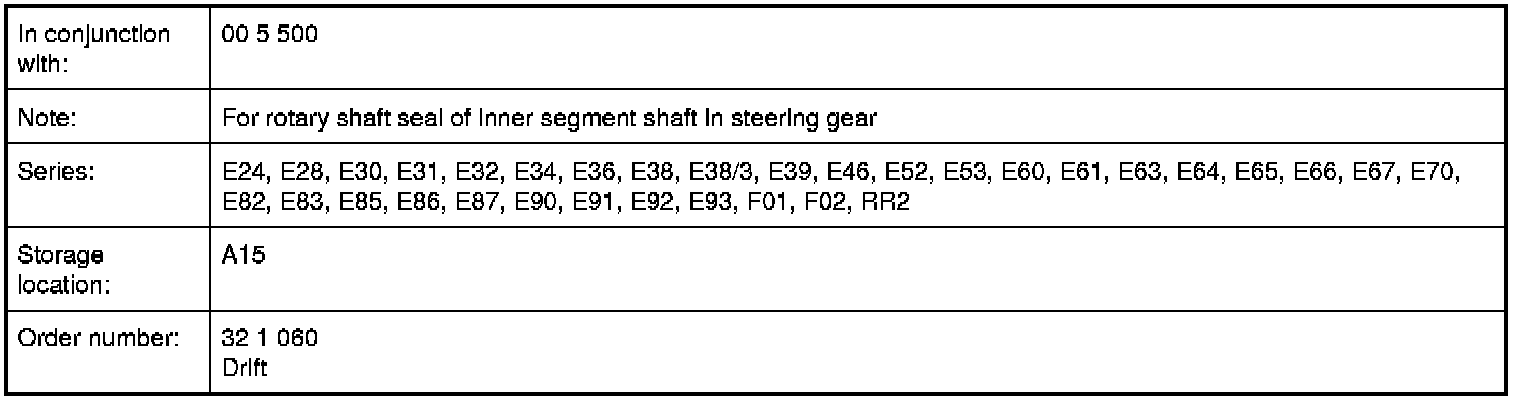 In conjunction 00 5 500
with:
Note: For rotary shaft seal of inner segment shaft in steering gear
Series: E24, E28, E30, E31, E32, E34, E36, E38, E38/3, E39, E46, E52, E53, E60, E61, E63, E64, E65, E66, E67, E70,
E82, E83, E85, E86, E87, E90, E91, E92, E93, F01, F02, RR2
Storage A15
location:
Order number: 32 1 060
Drift